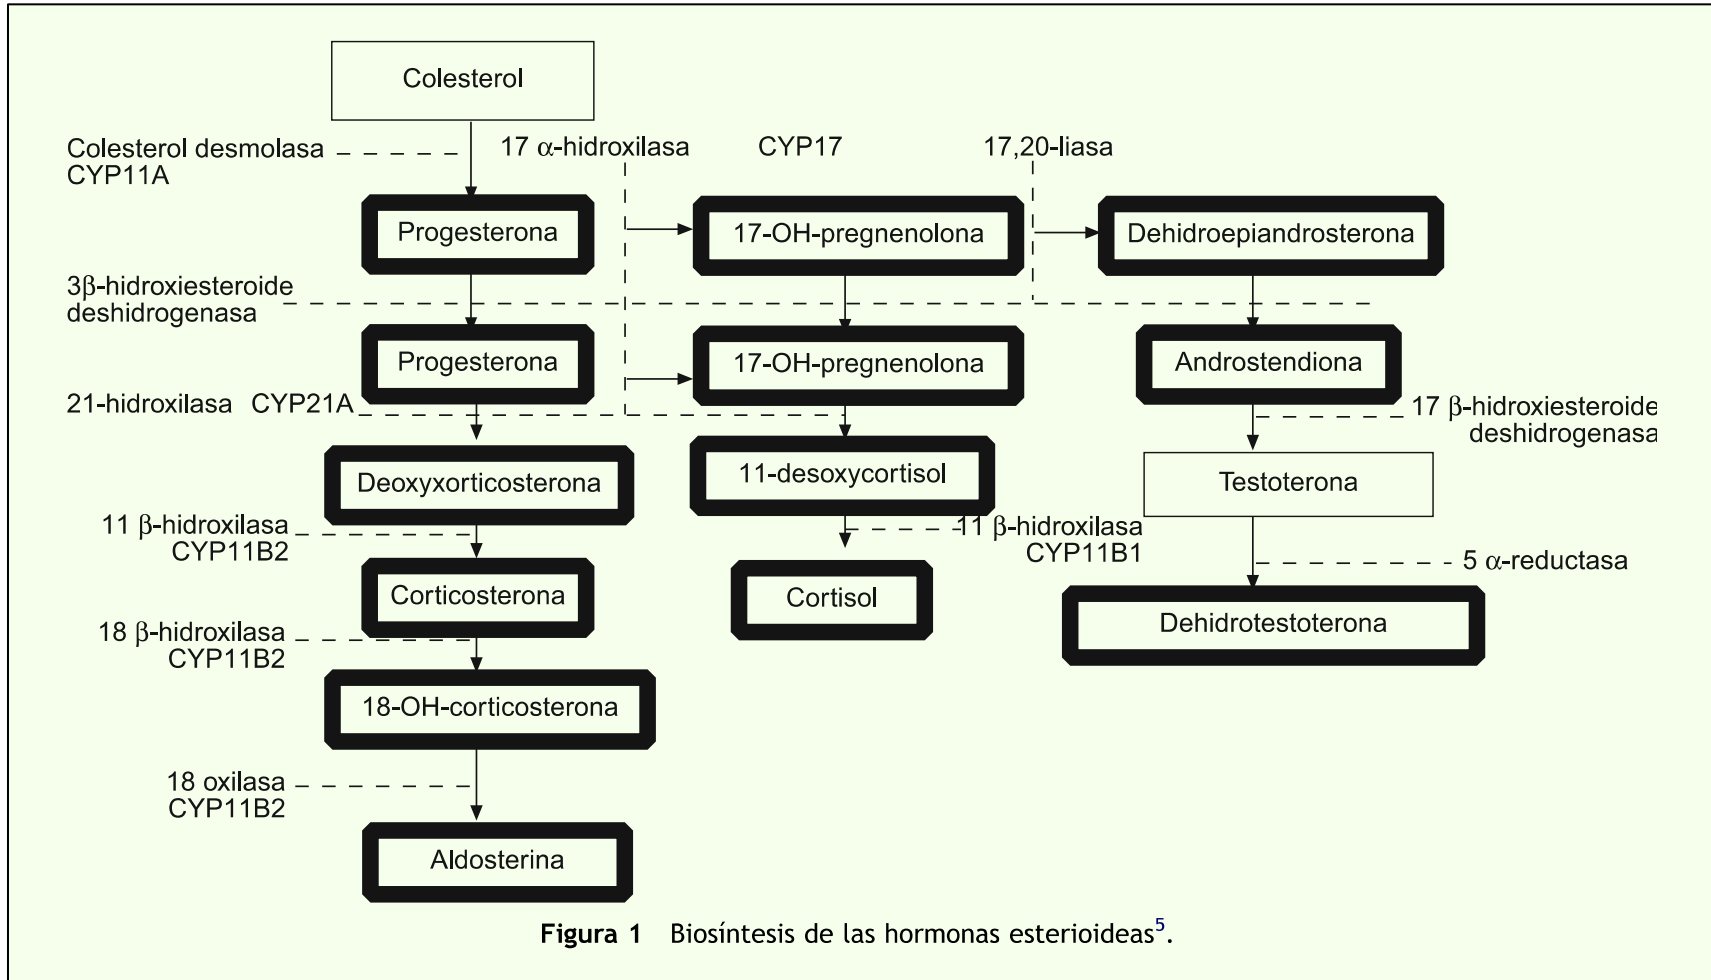 Colesterol
Colesterol desmolasa
CYP11A
17 α-hidroxilasa
CYP17
17,20-liasa
Progesterona
17-OH-pregnenolona
Dehidroepiandrosterona
3β-hidroxiesteroide
deshidrogenasa
Progesterona
17-OH-pregnenolona
Androstendiona
21-hidroxilasa CYP21A
17 β-hidroxiesteroide
deshidrogenasa
Deoxyxorticosterona
11-desoxycortisol
Testoterona
11 β-hidroxilasa
CYP11B2
11 β-hidroxilasa
CYP11B1
5 α-reductasa
Corticosterona
Cortisol
Dehidrotestoterona
18 β-hidroxilasa
CYP11B2
18-OH-corticosterona
18 oxilasa
CYP11B2
Aldosterina
Figura 1 Biosíntesis de las hormonas esterioideas5.